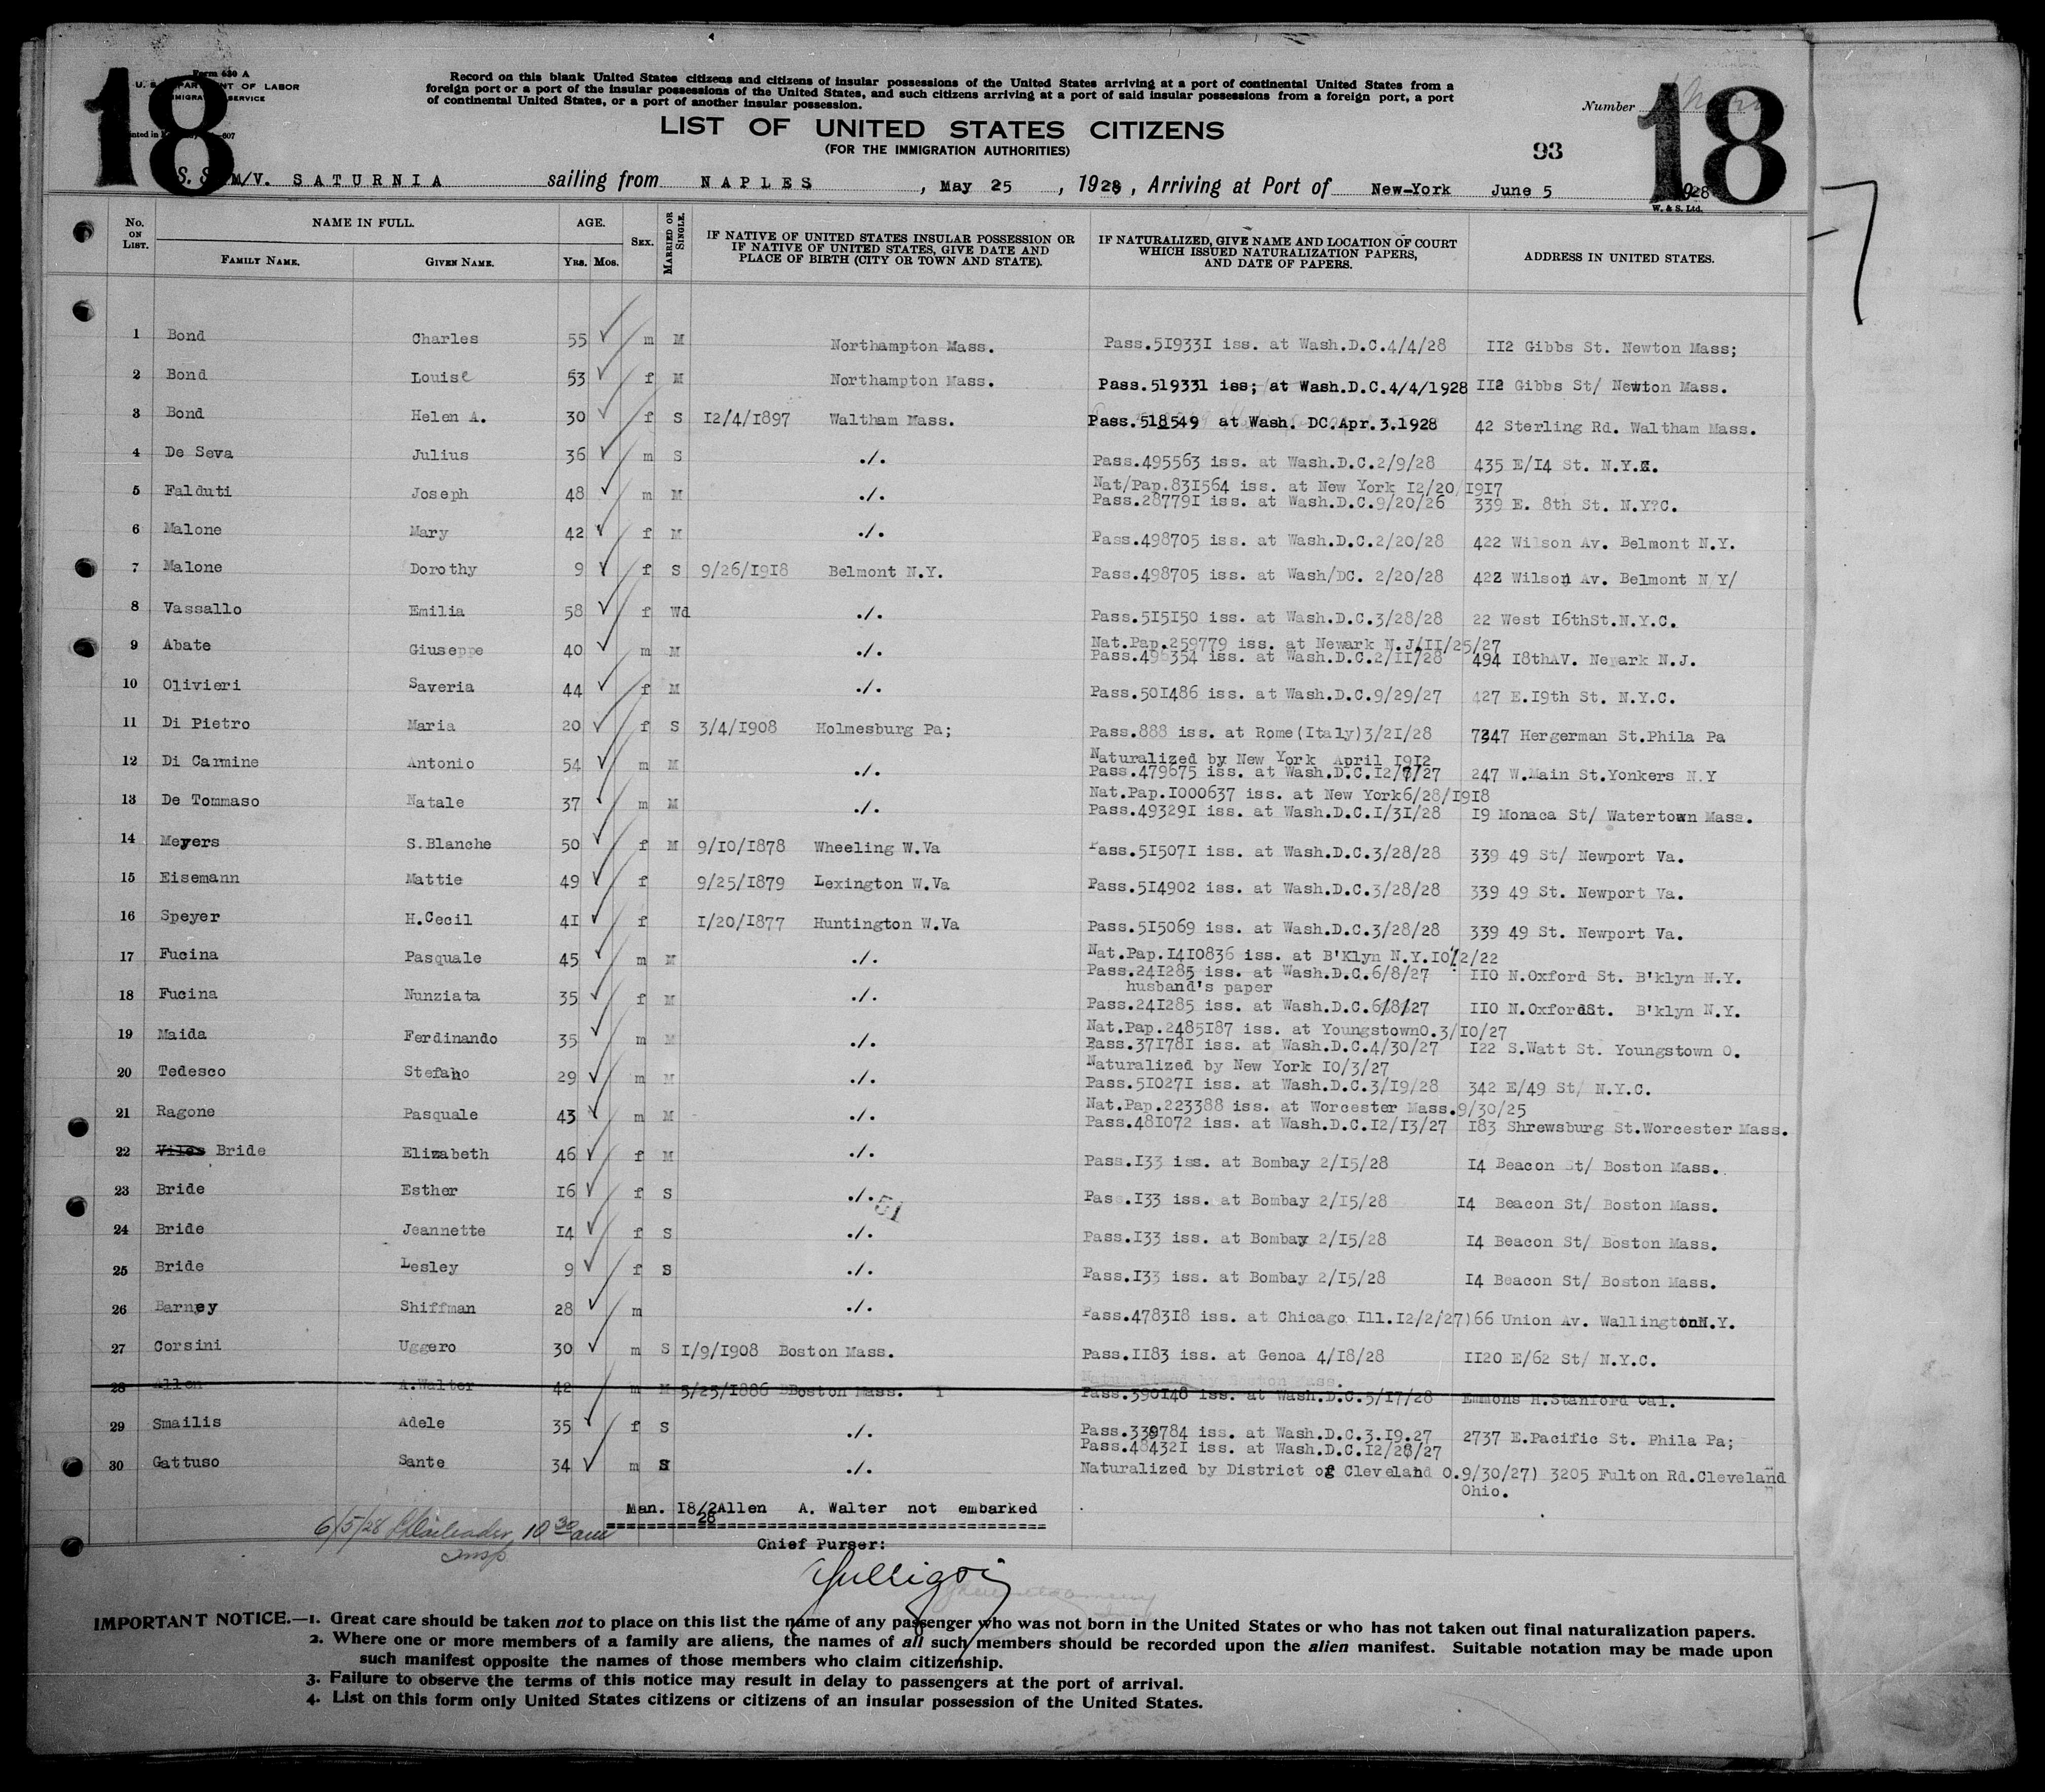 18
Form 630 A
U. S. DEPARTMENT OF LABOR
IMMIGRATION SERVICE
Record on this blank United States citizens and citizens of insular possessions of the United States arriving at a port of continental United States from a
foreign port or a port of the insular possessions of the United States, and such citizens arriving at a port of said insular possessions from a foreign port, a port
of continental United States, or a port of another insular possession.
Number
18
LIST OF UNITED STATES CITIZENS
(FOR THE IMMIGRATION AUTHORITIES)
93
S. S. M/V. SATURNIA sailing from NAPLES, May 25, 1928, Arriving at Port of New-York June 5 1928
W. & S. Ltd.
No. ON LIST. NAME IN FULL. FAMILY NAME. GIVEN NAME. AGE. YRS. MOS. SEX. MARRIED OR SINGLE. IF NATIVE OF UNITED STATES INSULAR POSSESSION OR IF NATIVE OF UNITED STATES, GIVE DATE AND PLACE OF BIRTH (CITY OR TOWN AND STATE). IF NATURALIZED, GIVE NAME AND LOCATION OF COURT WHICH ISSUED NATURALIZATION PAPERS, AND DATE OF PAPERS. ADDRESS IN UNITED STATES.
1 Bond Charles 55 m M Northampton Mass. Pass.519331 iss. at Wash.D.C.4/4/28 112 Gibbs St. Newton Mass;
2 Bond Louise 53 f M Northampton Mass. Pass.519331 iss; at Wash.D.C.4/4/1928 112 Gibbs St/ Newton Mass.
3 Bond Helen A. 30 f S 12/4/1897 Waltham Mass. Pass.518549 at Wash. DC.Apr.3.1928 42 Sterling Rd. Waltham Mass.
4 De Seva Julius 36 m S ./. Pass.495563 iss. at Wash.D.C.2/9/28 435 E/14 St. N.Y.C.
5 Falduti Joseph 48 m M ./. Nat/Pap.831564 iss. at New York 12/20/1917
Pass.287791 iss. at Wash.D.C.9/20/26 339 E. 8th St. N.Y?C.
6 Malone Mary 42 f M ./. Pass.498705 iss. at Wash.D.C.2/20/28 422 Wilson Av. Belmont N.Y.
7 Malone Dorothy 9 f S 9/26/1918 Belmont N.Y. Pass.498705 iss. at Wash/DC. 2/20/28 422 Wilson Av. Belmont N Y/
8 Vassallo Emilia 58 f Wd ./. Pass.515150 iss. at Wash.D.C.3/28/28 22 West 16thSt.N.Y.C.
9 Abate Giuseppe 40 m M ./. Nat.Pap.259779 iss. at Newark N.J/11/25/27
iss. at Wash.D.C.2/11/28 494 18thAV. Newark N.J.
10 Olivieri Saveria 44 f M ./. Pass.501486 iss. at Wash.D.C.9/29/27 427 E.19th St. N.Y.C.
11 Di Pietro Maria 20 f S 3/4/1908 Holmesburg Pa; Pass.888 iss. at Rome(Italy)3/21/28 7347 Hergerman St.Phila Pa
12 Di Carmine Antonio 54 m M ./. Naturalized by New York April 1912
Pass.479675 iss. at Wash.D.C.12/7/27 247 W.Main St.Yonkers N.Y
13 De Tommaso Natale 37 m M ./. Nat.Pap.1000637 iss. at New York6/28/1918
Pass.493291 iss. at Wash.D.C.1/31/28 19 Monaca St/ Watertown Mass.
14 Meyers S.Blanche 50 f M 9/10/1878 Wheeling W.Va Pass.515071 iss. at Wash.D.C.3/28/28 339 49 St/ Newport Va.
15 Eisemann Mattie 49 f 9/25/1879 Lexington W.Va Pass.514902 iss. at Wash.D.C.3/28/28 339 49 St. Newport Va.
16 Speyer H.Cecil 41 f 1/20/1877 Huntington W.Va Pass.515069 iss. at Wash.D.C.3/28/28 339 49 St. Newport Va.
17 Fucina Pasquale 45 m M ./. Nat.Pap.1410836 iss. at B'Klyn N.Y.10/2/22
Pass.241285 iss. at Wash.D.C.6/8/27 110 N.Oxford St. B'klyn N.Y.
18 Fucina Nunziata 35 f M ./. husband's paper
Pass.241285 iss. at Wash.D.C.6/8/27 110 N.OxfordSt. B'klyn N.Y.
19 Maida Ferdinando 35 m M ./. Nat.Pap.2485187 iss. at YoungstownO.3/10/27
Pass.371781 iss. at Wash.D.C.4/30/27 122 S.Watt St. Youngstown O.
20 Tedesco Stefano 29 m M ./. Naturalized by New York 10/3/27
Pass.510271 iss. at Wash.D.C.3/19/28 342 E/49 St/ N.Y.C.
21 Ragone Pasquale 43 m M ./. Nat.Pap.223388 iss. at Worcester Mass.9/30/25
Pass.481072 iss. at Wash.D.C.12/13/27 183 Shrewsburg St.Worcester Mass.
22 Viles Bride Elizabeth 46 f M ./. Pass.133 iss. at Bombay 2/15/28 14 Beacon St/ Boston Mass.
23 Bride Esther 16 f S ./. 51 Pass.133 iss. at Bombay 2/15/28 14 Beacon St/ Boston Mass.
24 Bride Jeannette 14 f S ./. Pass.133 iss. at Bombay 2/15/28 14 Beacon St/ Boston Mass.
25 Bride Lesley 9 f S ./. Pass.133 iss. at Bombay 2/15/28 14 Beacon St/ Boston Mass.
26 Barney Shiffman 28 m ./. Pass.478318 iss. at Chicago Ill.12/2/27)66 Union Av. WallingtonN.Y.
27 Corsini Uggero 30 m S 1/9/1908 Boston Mass. Pass.1183 iss. at Genoa 4/18/28 1120 E/62 St/ N.Y.C.
28 Allen A.Walter 42 m M 5/25/1886 Boston Mass. Pass.390148 iss. at Wash.D.C.5/17/28 Emmons H.Stanford Cal.
29 Smailis Adele 35 f S ./. Pass.339784 iss. at Wash.D.C.3.19.27 2737 E.Pacific St. Phila Pa;
30 Gattuso Sante 34 m S ./. Pass.484321 iss. at Wash.D.C.12/28/27
Naturalized by District of Cleveland O.9/30/27) 3205 Fulton Rd.Cleveland
Ohio.
Man. 18/28 Allen A. Walter not embarked
6/5/28 10 30 am
Insp
Chief Purser:
IMPORTANT NOTICE.—1. Great care should be taken not to place on this list the name of any passenger who was not born in the United States or who has not taken out final naturalization papers.
2. Where one or more members of a family are aliens, the names of all such members should be recorded upon the alien manifest. Suitable notation may be made upon
such manifest opposite the names of those members who claim citizenship.
3. Failure to observe the terms of this notice may result in delay to passengers at the port of arrival.
4. List on this form only United States citizens or citizens of an insular possession of the United States.